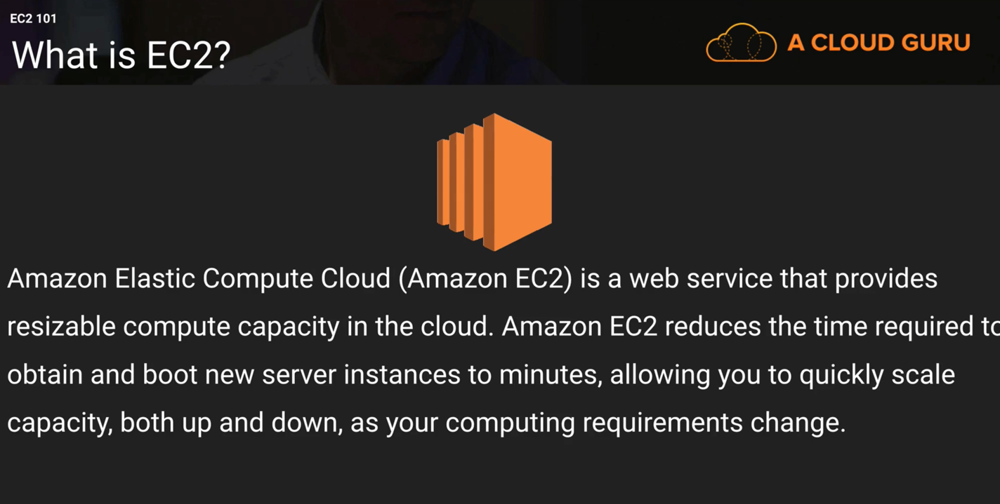 EC2 101
What is EC2?
A CLOUD GURU
Amazon Elastic Compute Cloud (Amazon EC2) is a web service that provides
resizable compute capacity in the cloud. Amazon EC2 reduces the time required to
obtain and boot new server instances to minutes, allowing you to quickly scale
capacity, both up and down, as your computing requirements change.